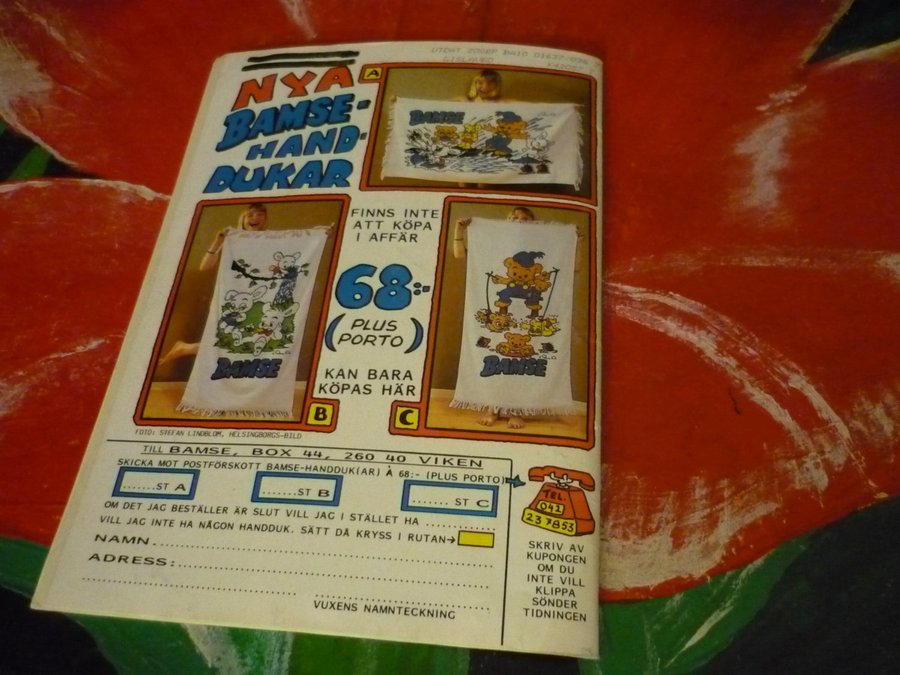 NYA
BAMSE-
HAND-
DUKAR
A
BAMSE
FINNS INTE
ATT KÖPA
I AFFÄR
68:-
(PLUS
PORTO)
KAN BARA
KÖPAS HÄR
BAMSE
B
BAMSE
C
FOTO: STEFAN LINDBLOM, HELSINGBORGS-BILD
TILL BAMSE, BOX 44, 260 40 VIKEN
SKICKA MOT POSTFÖRSKOTT BAMSE-HANDDUK(AR) À 68:- (PLUS PORTO)
.......ST A
.......ST B
........ ST C
OM DET JAG BESTÄLLER ÄR SLUT VILL JAG I STÄLLET HA ............
VILL JAG INTE HA NÅGON HANDDUK. SÄTT DÅ KRYSS I RUTAN→
NAMN:
ADRESS:
VUXENS NAMNTECKNING
TEL.
042
237853
SKRIV AV
KUPONGEN
OM DU
INTE VILL
KLIPPA
SÖNDER
TIDNINGEN